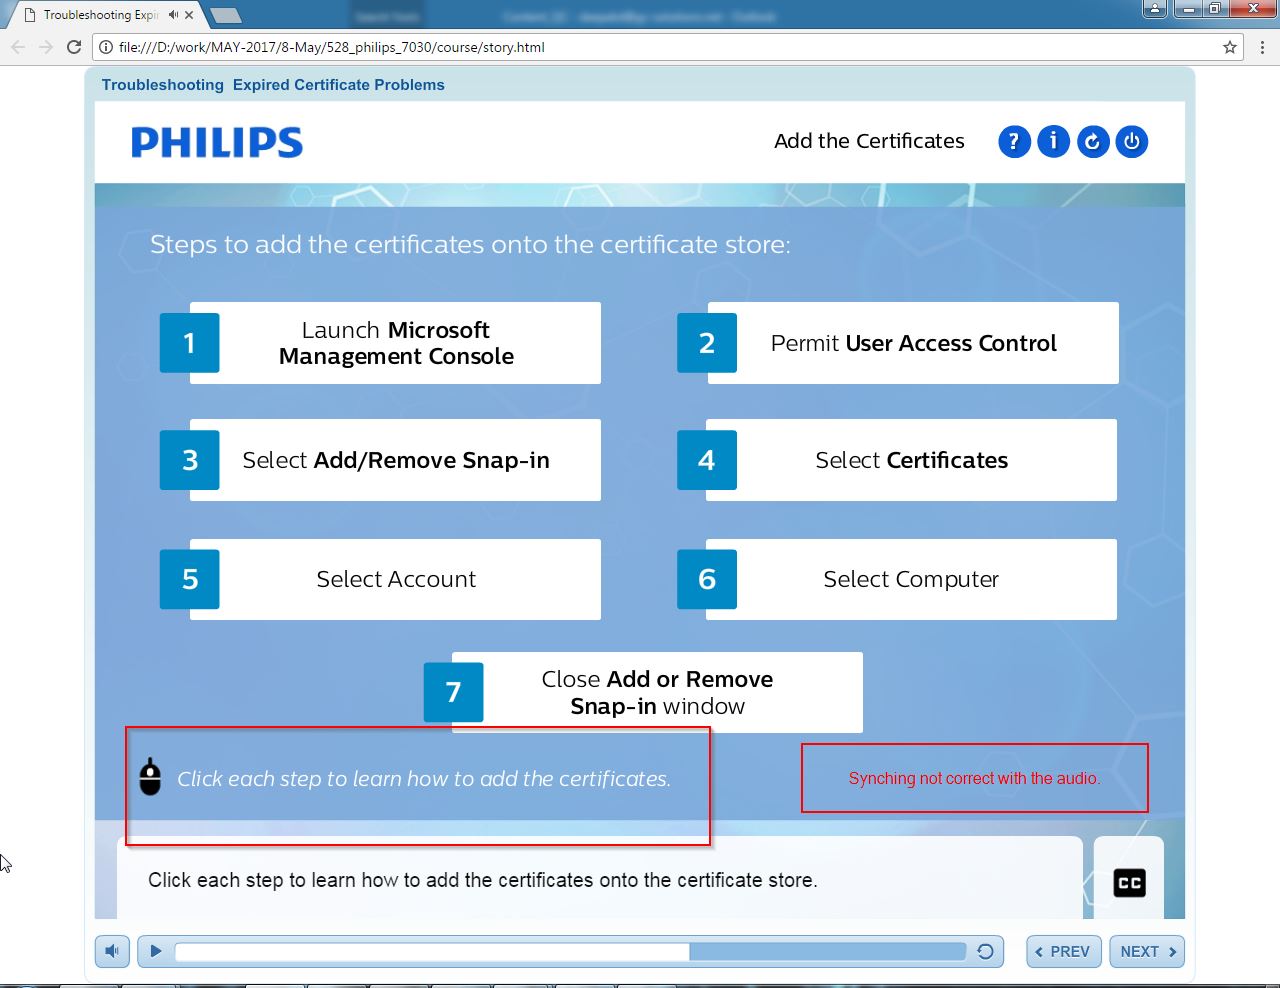 Troubleshooting Expir
file:///D:/work/MAY-2017/8-May/528_philips_7030/course/story.html
Troubleshooting  Expired Certificate Problems
PHILIPS
Add the Certificates
?
i
Steps to add the certificates onto the certificate store:
1
Launch Microsoft
Management Console
2
Permit User Access Control
3
Select Add/Remove Snap-in
4
Select Certificates
5
Select Account
6
Select Computer
7
Close Add or Remove
Snap-in window
Click each step to learn how to add the certificates.
Synching not correct with the audio.
Click each step to learn how to add the certificates onto the certificate store.
CC
PREV
NEXT